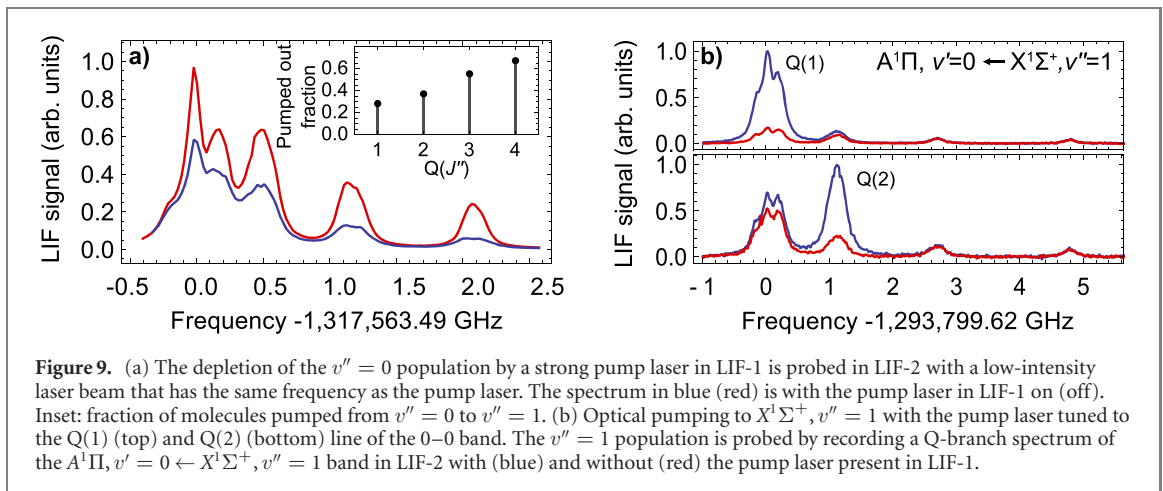 a)
LIF signal (arb. units)
1.0
0.8
0.6
0.4
0.2
0.0
-0.5
0.0
0.5
1.0
1.5
2.0
2.5
Frequency -1,317,563.49 GHz
Pumped out
fraction
0.6
0.4
0.2
0.0
1
2
3
4
Q(J″)
b)
LIF signal (arb. units)
1.0
0.5
0.0
Q(1)
A¹Π, v′=0 ← X¹Σ⁺, v″=1
1.0
0.5
0.0
Q(2)
- 1
0
1
2
3
4
5
Frequency -1,293,799.62 GHz
Figure 9. (a) The depletion of the v″ = 0 population by a strong pump laser in LIF-1 is probed in LIF-2 with a low-intensity
laser beam that has the same frequency as the pump laser. The spectrum in blue (red) is with the pump laser in LIF-1 on (off).
Inset: fraction of molecules pumped from v″ = 0 to v″ = 1. (b) Optical pumping to X¹Σ⁺, v″ = 1 with the pump laser tuned to
the Q(1) (top) and Q(2) (bottom) line of the 0–0 band. The v″ = 1 population is probed by recording a Q-branch spectrum of
the A¹Π, v′ = 0 ← X¹Σ⁺, v″ = 1 band in LIF-2 with (blue) and without (red) the pump laser present in LIF-1.